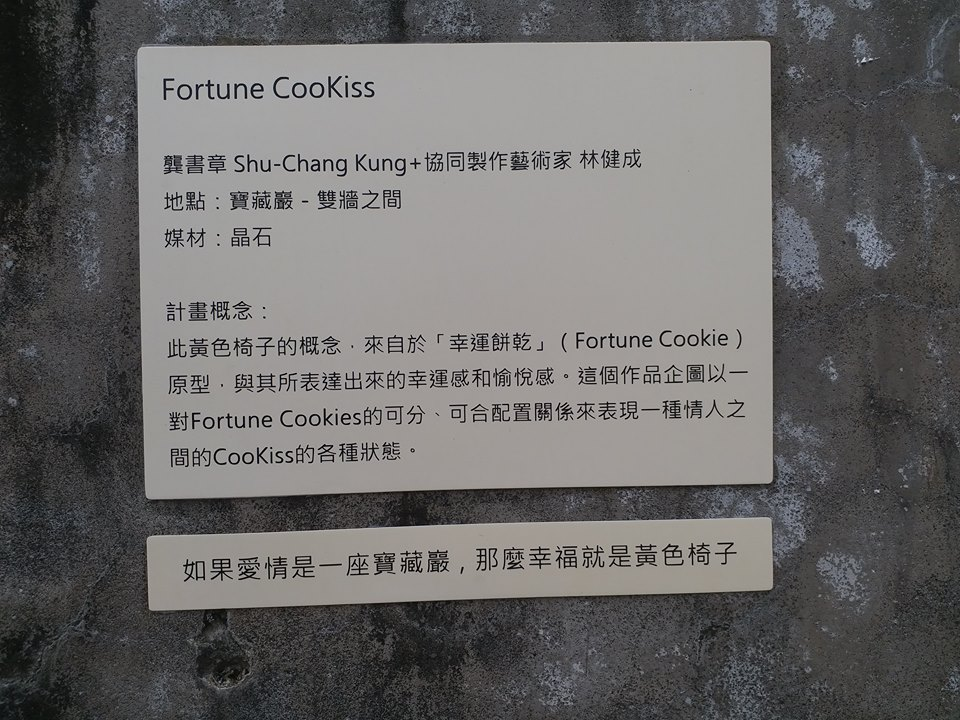 Fortune CooKiss
龔書章 Shu-Chang Kung+協同製作藝術家 林健成
地點：寶藏巖－雙牆之間
媒材：晶石
計畫概念：
此黃色椅子的概念，來自於「幸運餅乾」（Fortune Cookie）
原型，與其所表達出來的幸運感和愉悅感。這個作品企圖以一
對Fortune Cookies的可分、可合配置關係來表現一種情人之
間的CooKiss的各種狀態。
如果愛情是一座寶藏巖，那麼幸福就是黃色椅子